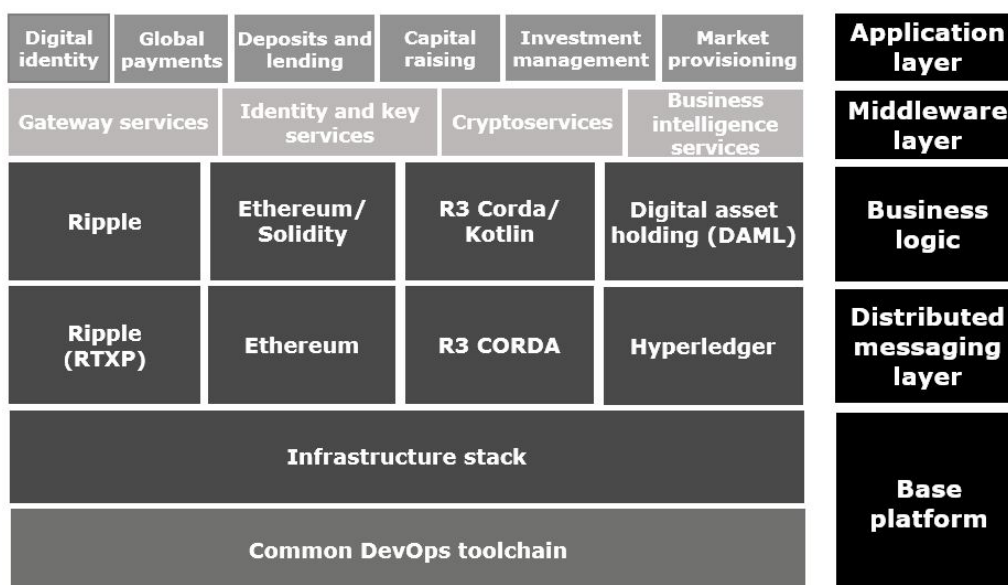 Digital
identity
Global
payments
Deposits and
lending
Capital
raising
Investment
management
Market
provisioning
Application
layer
Gateway services
Identity and key
services
Cryptoservices
Business
intelligence
services
Middleware
layer
Ripple
Ethereum/
Solidity
R3 Corda/
Kotlin
Digital asset
holding (DAML)
Business
logic
Ripple
(RTXP)
Ethereum
R3 CORDA
Hyperledger
Distributed
messaging
layer
Infrastructure stack
Common DevOps toolchain
Base
platform